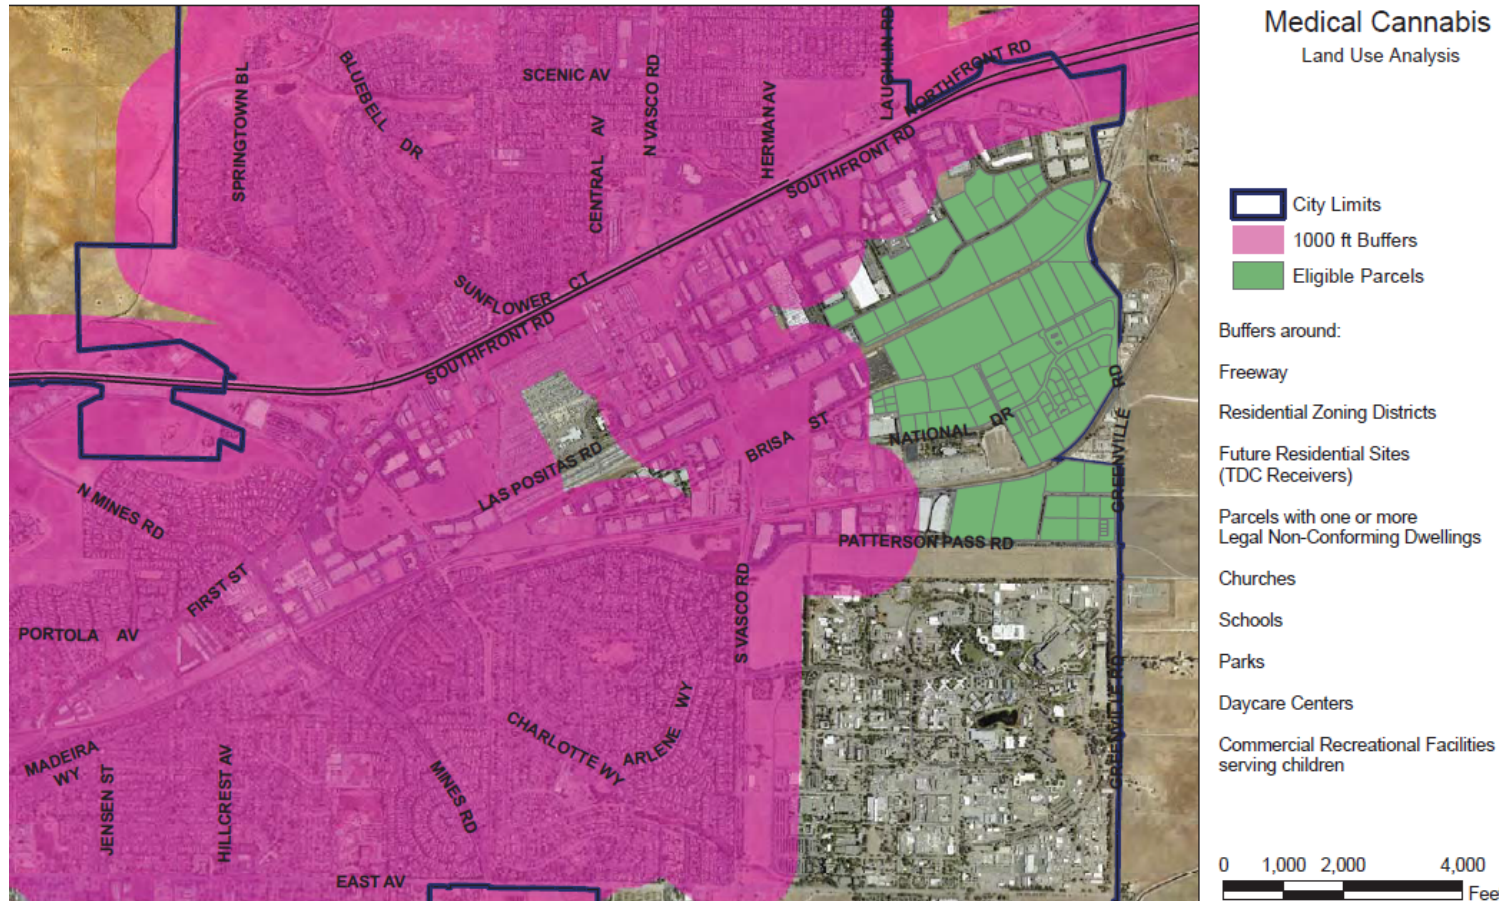 Medical Cannabis
Land Use Analysis
City Limits
1000 ft Buffers
Eligible Parcels
Buffers around:
Freeway
Residential Zoning Districts
Future Residential Sites
(TDC Receivers)
Parcels with one or more
Legal Non-Conforming Dwellings
Churches
Schools
Parks
Daycare Centers
Commercial Recreational Facilities
serving children
0 1,000 2,000 4,000
Fee
SPRINGTOWN BL
BLUEBELL DR
SCENIC AV
CENTRAL AV
N VASCO RD
HERMAN AV
LAUGHLIN RD
NORTHFRONT RD
SOUTHFRONT RD
SUNFLOWER CT
SOUTHFRONT RD
LAS POSITAS RD
BRISA ST
NATIONAL DR
GREENVILLE RD
N MINES RD
FIRST ST
PORTOLA AV
PATTERSON PASS RD
S VASCO RD
GREENVILLE RD
MADEIRA
WY
JENSEN ST
HILLCREST AV
MINES RD
CHARLOTTE WY
ARLENE WY
EAST AV